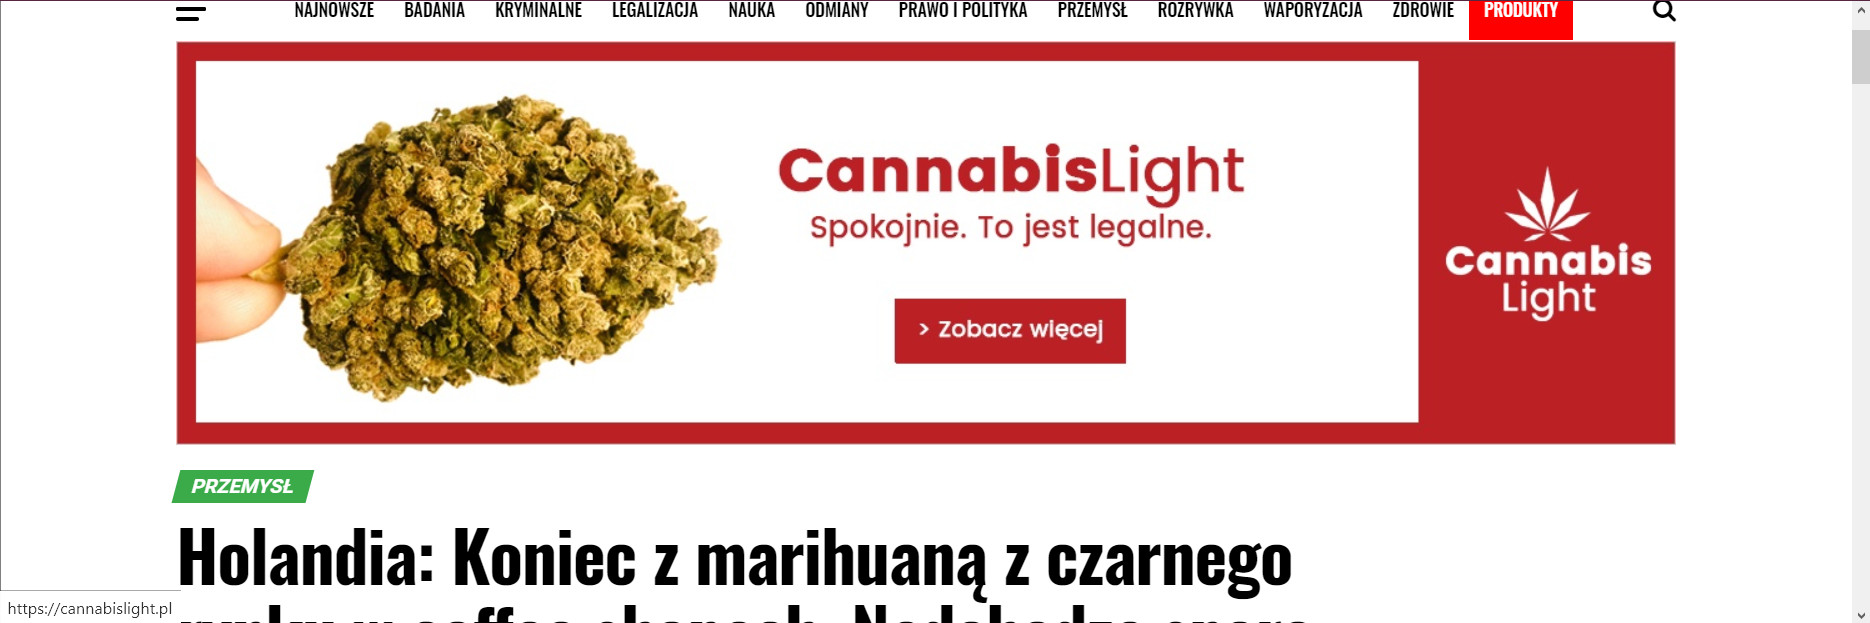 NAJNOWSZE BADANIA KRYMINALNE LEGALIZACJA NAUKA ODMIANY PRAWO I POLITYKA PRZEMYSŁ ROZRYWKA WAPORYZACJA ZDROWIE PRODUKTY
CannabisLight
Spokojnie. To jest legalne.
> Zobacz więcej
Cannabis
Light
PRZEMYSŁ
Holandia: Koniec z marihuaną z czarnego
https://cannabislight.pl